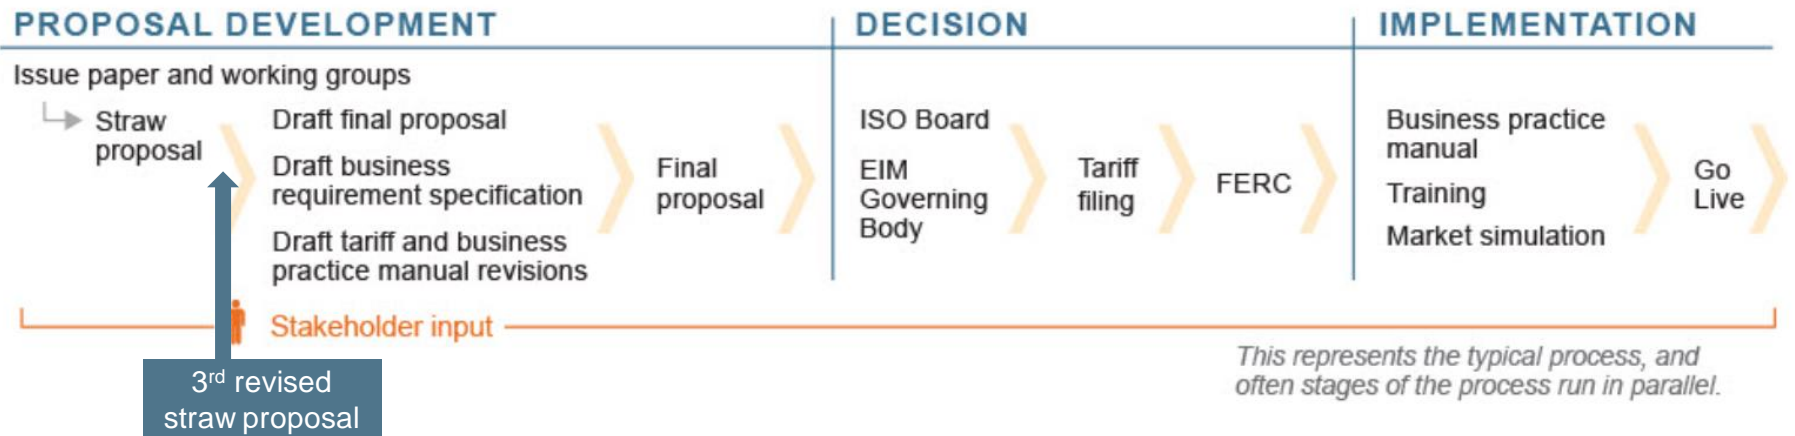 PROPOSAL DEVELOPMENT
Issue paper and working groups
Straw
proposal
Draft final proposal
Draft business
requirement specification
Draft tariff and business
practice manual revisions
Final
proposal
DECISION
ISO Board
EIM
Governing
Body
Tariff
filing
FERC
IMPLEMENTATION
Business practice
manual
Training
Market simulation
Go
Live
Stakeholder input
This represents the typical process, and
often stages of the process run in parallel.
3rd revised
straw proposal